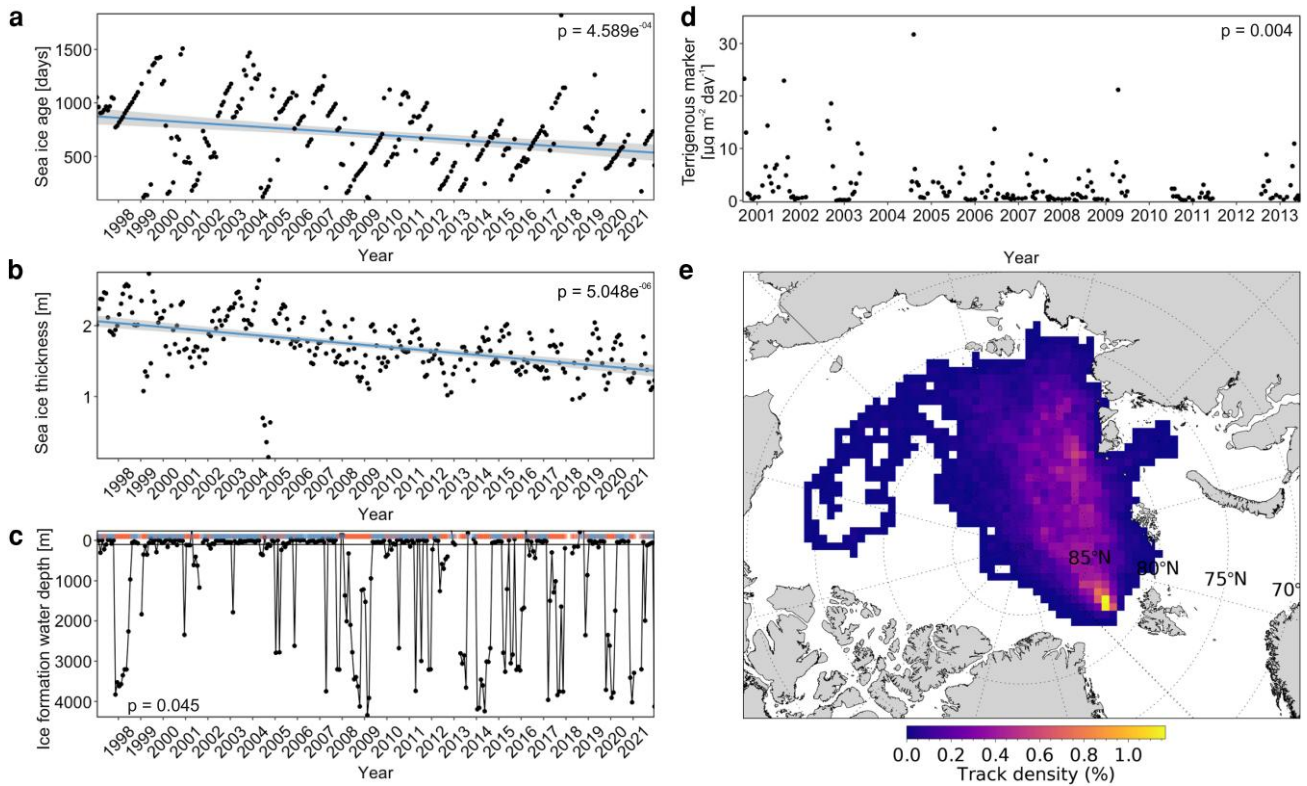 a
p = 4.589e-04
Sea ice age [days]
1500
1000
500
1998 1999 2000 2001 2002 2003 2004 2005 2006 2007 2008 2009 2010 2011 2012 2013 2014 2015 2016 2017 2018 2019 2020 2021
Year
b
p = 5.048e-06
Sea ice thickness [m]
2
1
1998 1999 2000 2001 2002 2003 2004 2005 2006 2007 2008 2009 2010 2011 2012 2013 2014 2015 2016 2017 2018 2019 2020 2021
Year
c
Ice formation water depth [m]
0
1000
2000
3000
4000
p = 0.045
1998 1999 2000 2001 2002 2003 2004 2005 2006 2007 2008 2009 2010 2011 2012 2013 2014 2015 2016 2017 2018 2019 2020 2021
Year
d
p = 0.004
Terrigenous marker
[µg m-2 day-1]
30
20
10
0
2001 2002 2003 2004 2005 2006 2007 2008 2009 2010 2011 2012 2013
Year
e
85°N
80°N
75°N
70°
0.0 0.2 0.4 0.6 0.8 1.0
Track density (%)